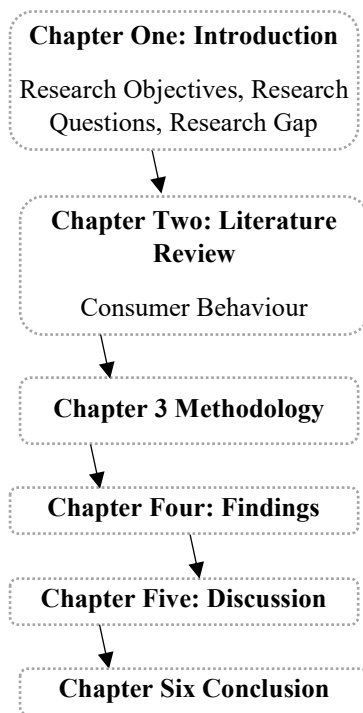 Chapter One: Introduction
Research Objectives, Research
Questions, Research Gap
Chapter Two: Literature
Review
Consumer Behaviour
Chapter 3 Methodology
Chapter Four: Findings
Chapter Five: Discussion
Chapter Six Conclusion